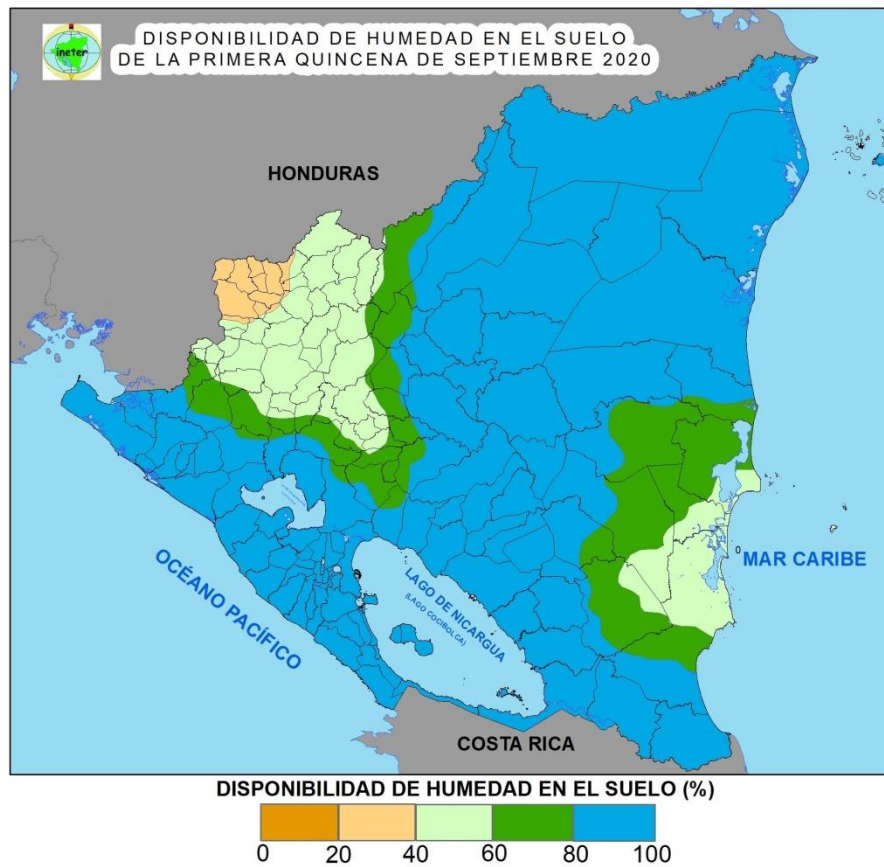 ineter
DISPONIBILIDAD DE HUMEDAD EN EL SUELO
DE LA PRIMERA QUINCENA DE SEPTIEMBRE 2020
HONDURAS
OCÉANO PACÍFICO
LAGO DE NICARGUA
(LAGO COCIBOLCA)
MAR CARIBE
COSTA RICA
DISPONIBILIDAD DE HUMEDAD EN EL SUELO (%)
0 20 40 60 80 100